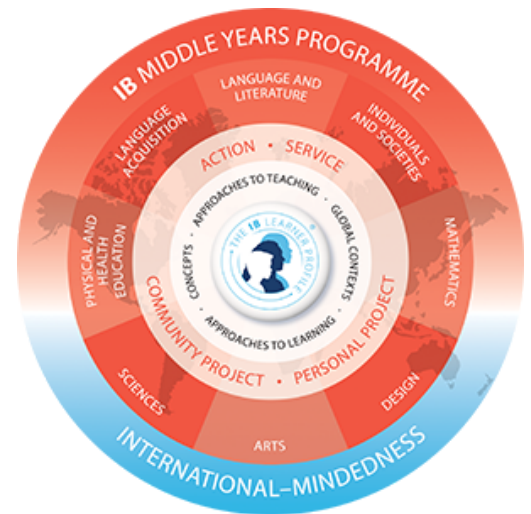 IB MIDDLE YEARS PROGRAMME
LANGUAGE AND
LITERATURE
INDIVIDUALS
AND SOCIETIES
MATHEMATICS
DESIGN
ARTS
SCIENCES
PHYSICAL AND
HEALTH
EDUCATION
LANGUAGE
ACQUISITION
ACTION • SERVICE
PERSONAL PROJECT
COMMUNITY PROJECT •
APPROACHES TO TEACHING ·
GLOBAL CONTEXTS ·
APPROACHES TO LEARNING ·
CONCEPTS ·
THE IB LEARNER PROFILE
®
INTERNATIONAL–MINDEDNESS